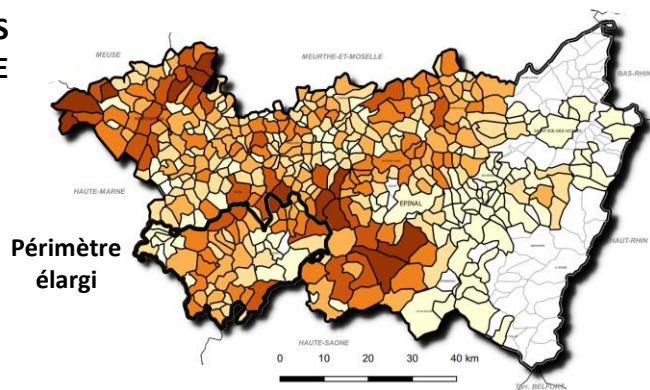 S
E
MEUSE
MEURTHE-ET-MOSELLE
BAS-RHIN
HAUTE-MARNE
EPINAL
HAUT-RHIN
Périmètre
élargi
HAUTE-SAONE
0 10 20 30 40 km
Terr. BELFORT